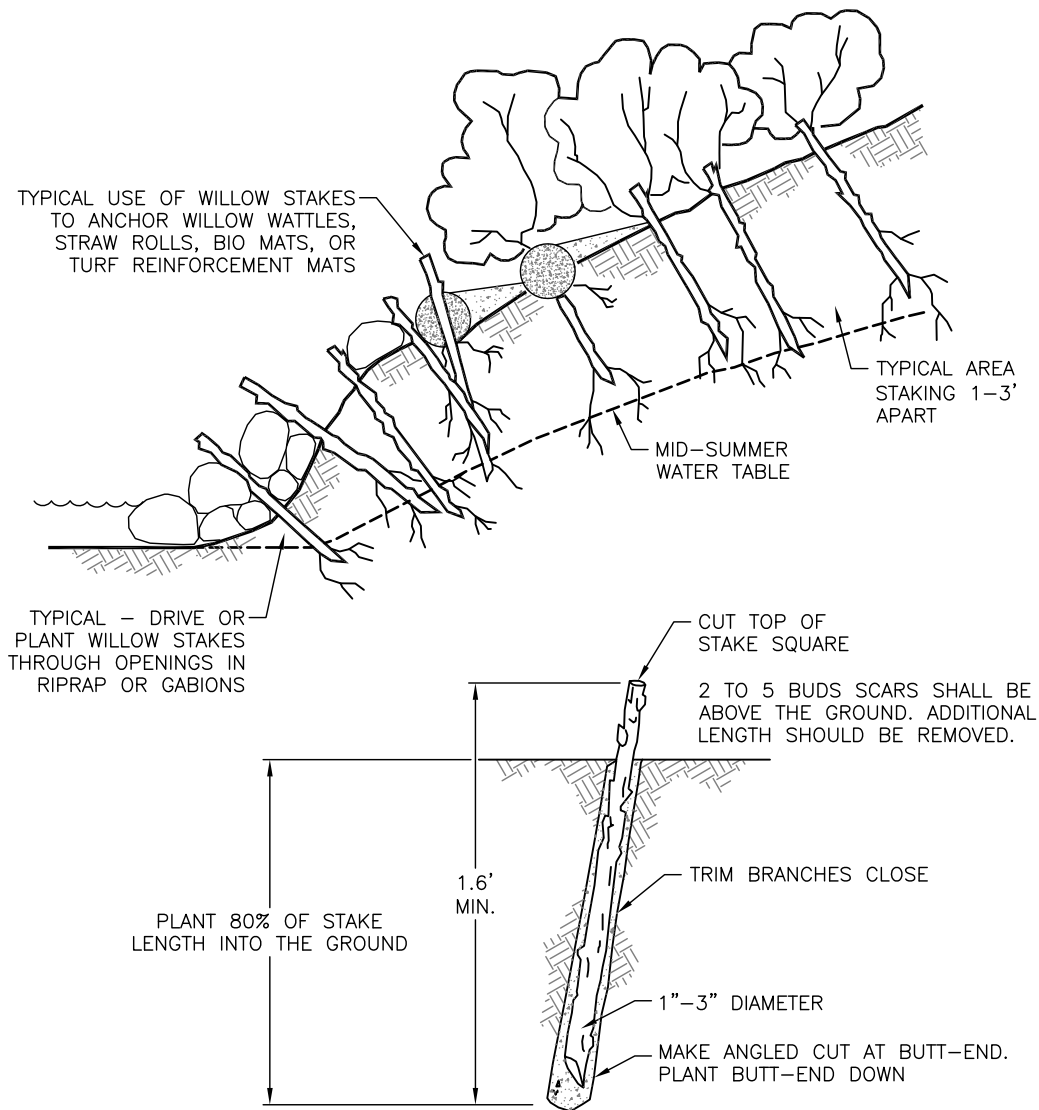 TYPICAL USE OF WILLOW STAKES
TO ANCHOR WILLOW WATTLES,
STRAW ROLLS, BIO MATS, OR
TURF REINFORCEMENT MATS
TYPICAL AREA
STAKING 1–3'
APART
MID–SUMMER
WATER TABLE
TYPICAL – DRIVE OR
PLANT WILLOW STAKES
THROUGH OPENINGS IN
RIPRAP OR GABIONS
CUT TOP OF
STAKE SQUARE
2 TO 5 BUDS SCARS SHALL BE
ABOVE THE GROUND. ADDITIONAL
LENGTH SHOULD BE REMOVED.
1.6'
MIN.
TRIM BRANCHES CLOSE
PLANT 80% OF STAKE
LENGTH INTO THE GROUND
1"–3" DIAMETER
MAKE ANGLED CUT AT BUTT–END.
PLANT BUTT–END DOWN